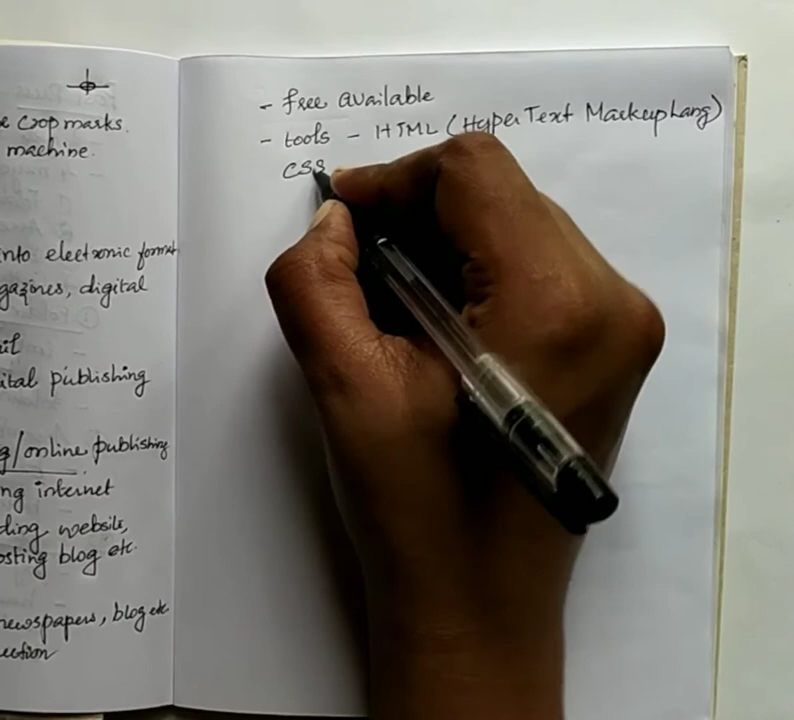 e Crop marks.
machine.
into electronic format
gazines, digital
ital publishing
g/online publishing
ng internet
ding website,
osting blog etc.
newspapers, blog etc
ection
- free available
- tools - HTML (HyperText MarkupLang)
CSS